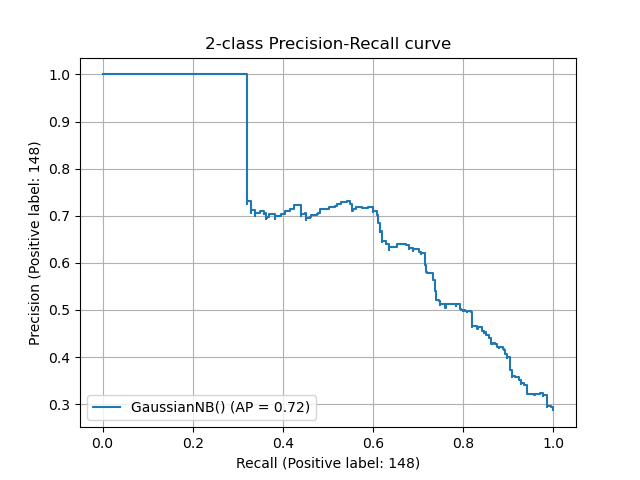 2-class Precision-Recall curve
1.0
0.9
0.8
0.7
0.6
0.5
0.4
0.3
Precision (Positive label: 148)
GaussianNB() (AP = 0.72)
0.0 0.2 0.4 0.6 0.8 1.0
Recall (Positive label: 148)